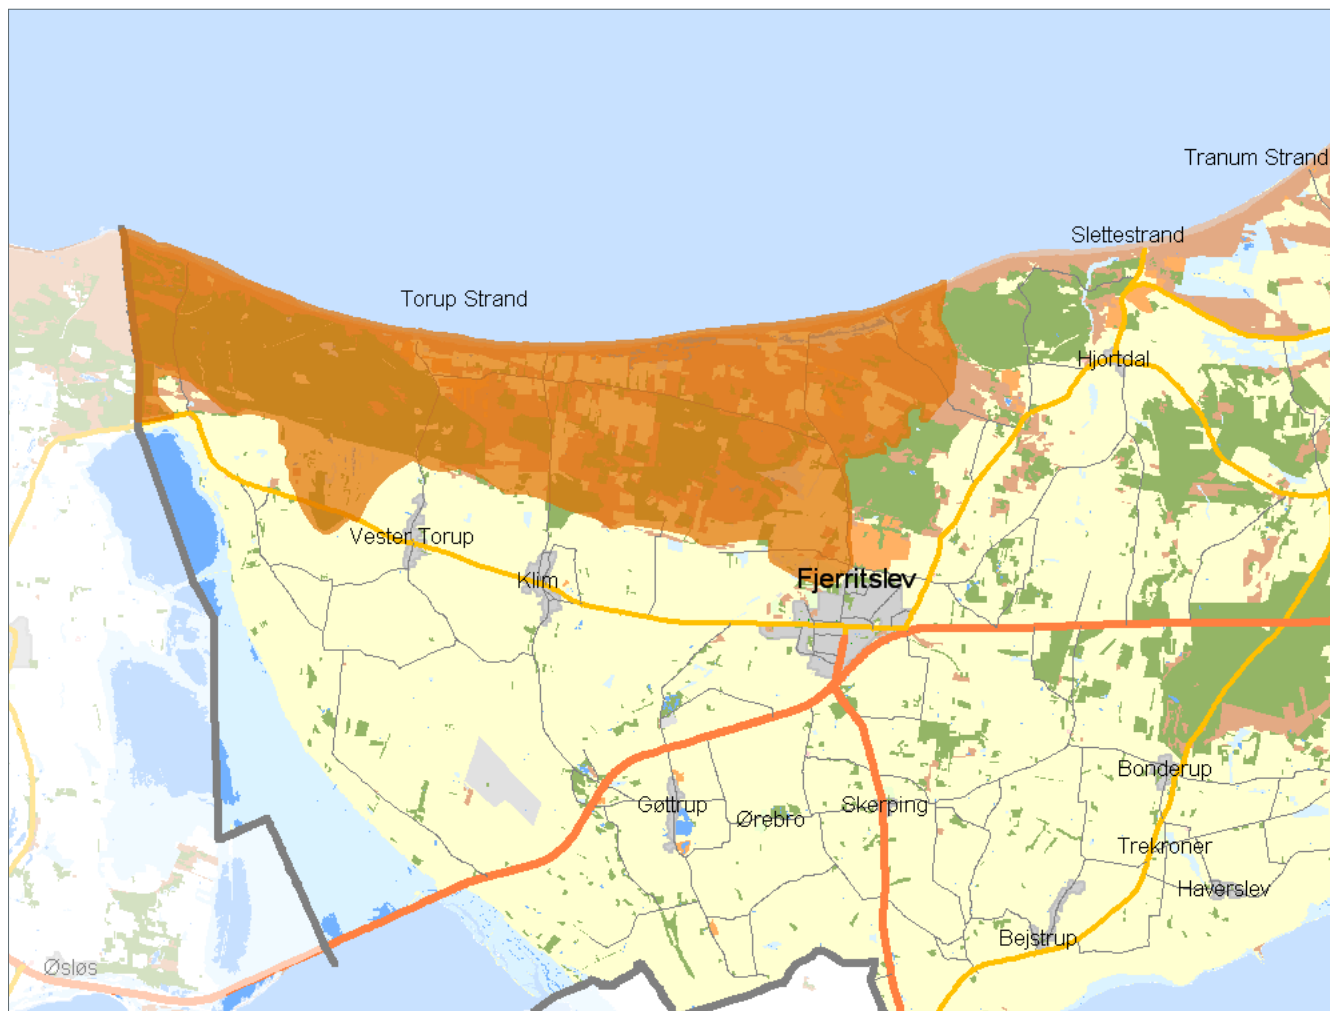 Tranum Strand
Slettestrand
Torup Strand
Hjortdal
Vester Torup
Klim
Fjerritslev
Bonderup
Gøttrup
Ørebro
Skerping
Trekroner
Haverslev
Bejstrup
Øsløs